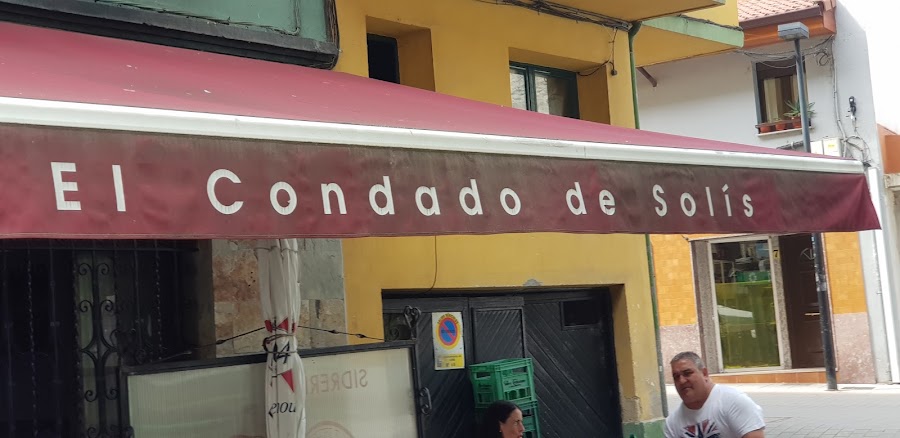 El Condado de Solís
SIDRER